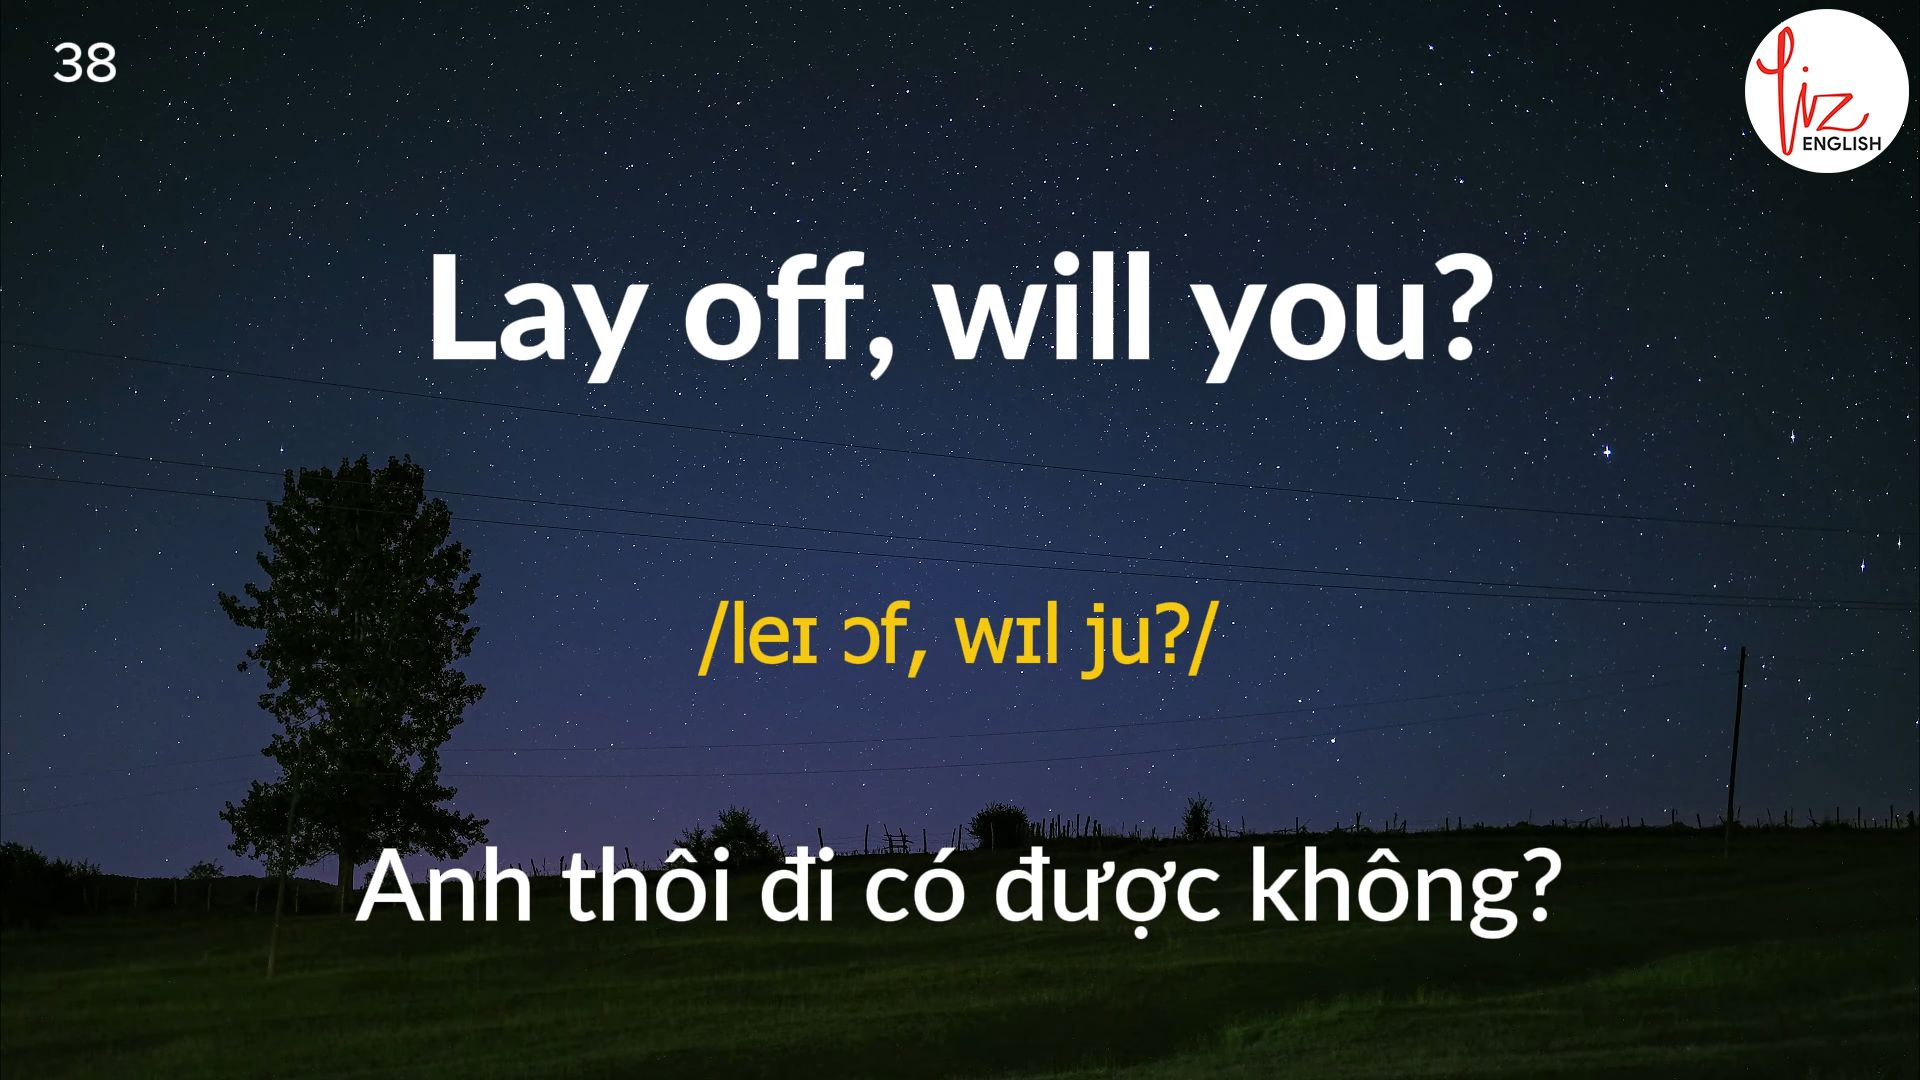 38
Liz
ENGLISH
Lay off, will you?
/leɪ ɔf, wɪl ju?/
Anh thôi đi có được không?